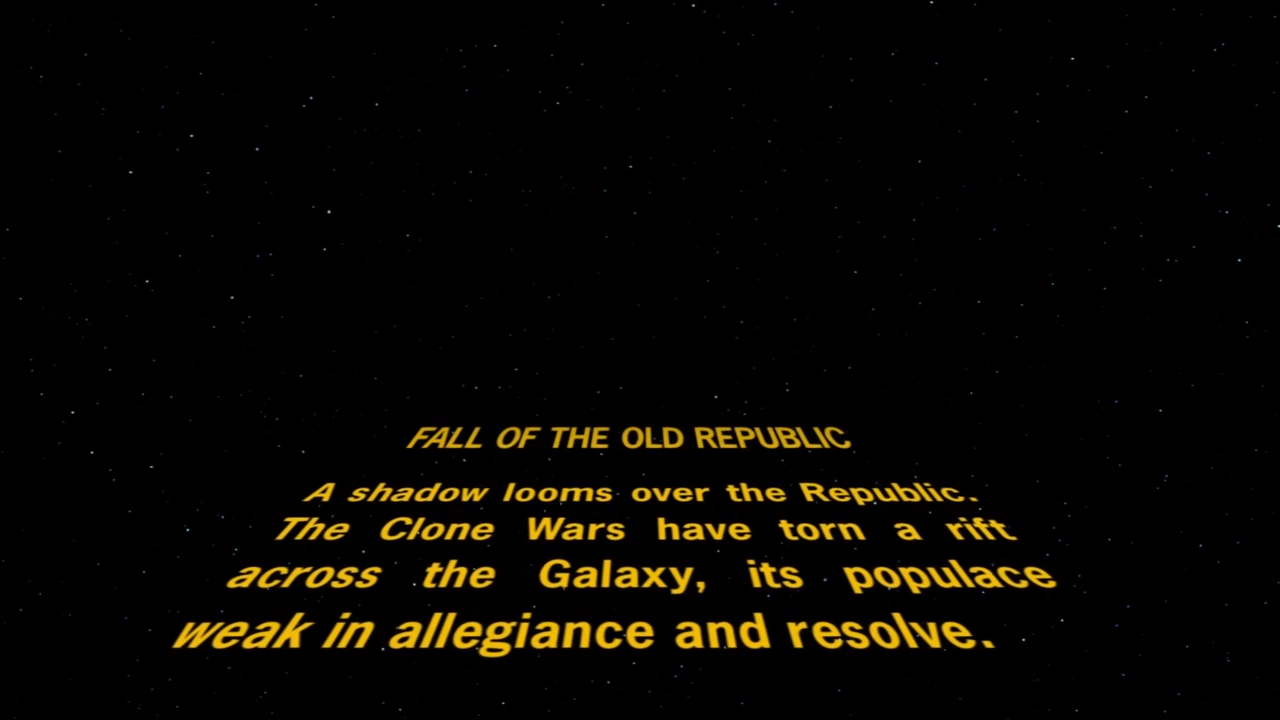 FALL OF THE OLD REPUBLIC
A shadow looms over the Republic.
The Clone Wars have torn a rift
across the Galaxy, its populace
weak in allegiance and resolve.